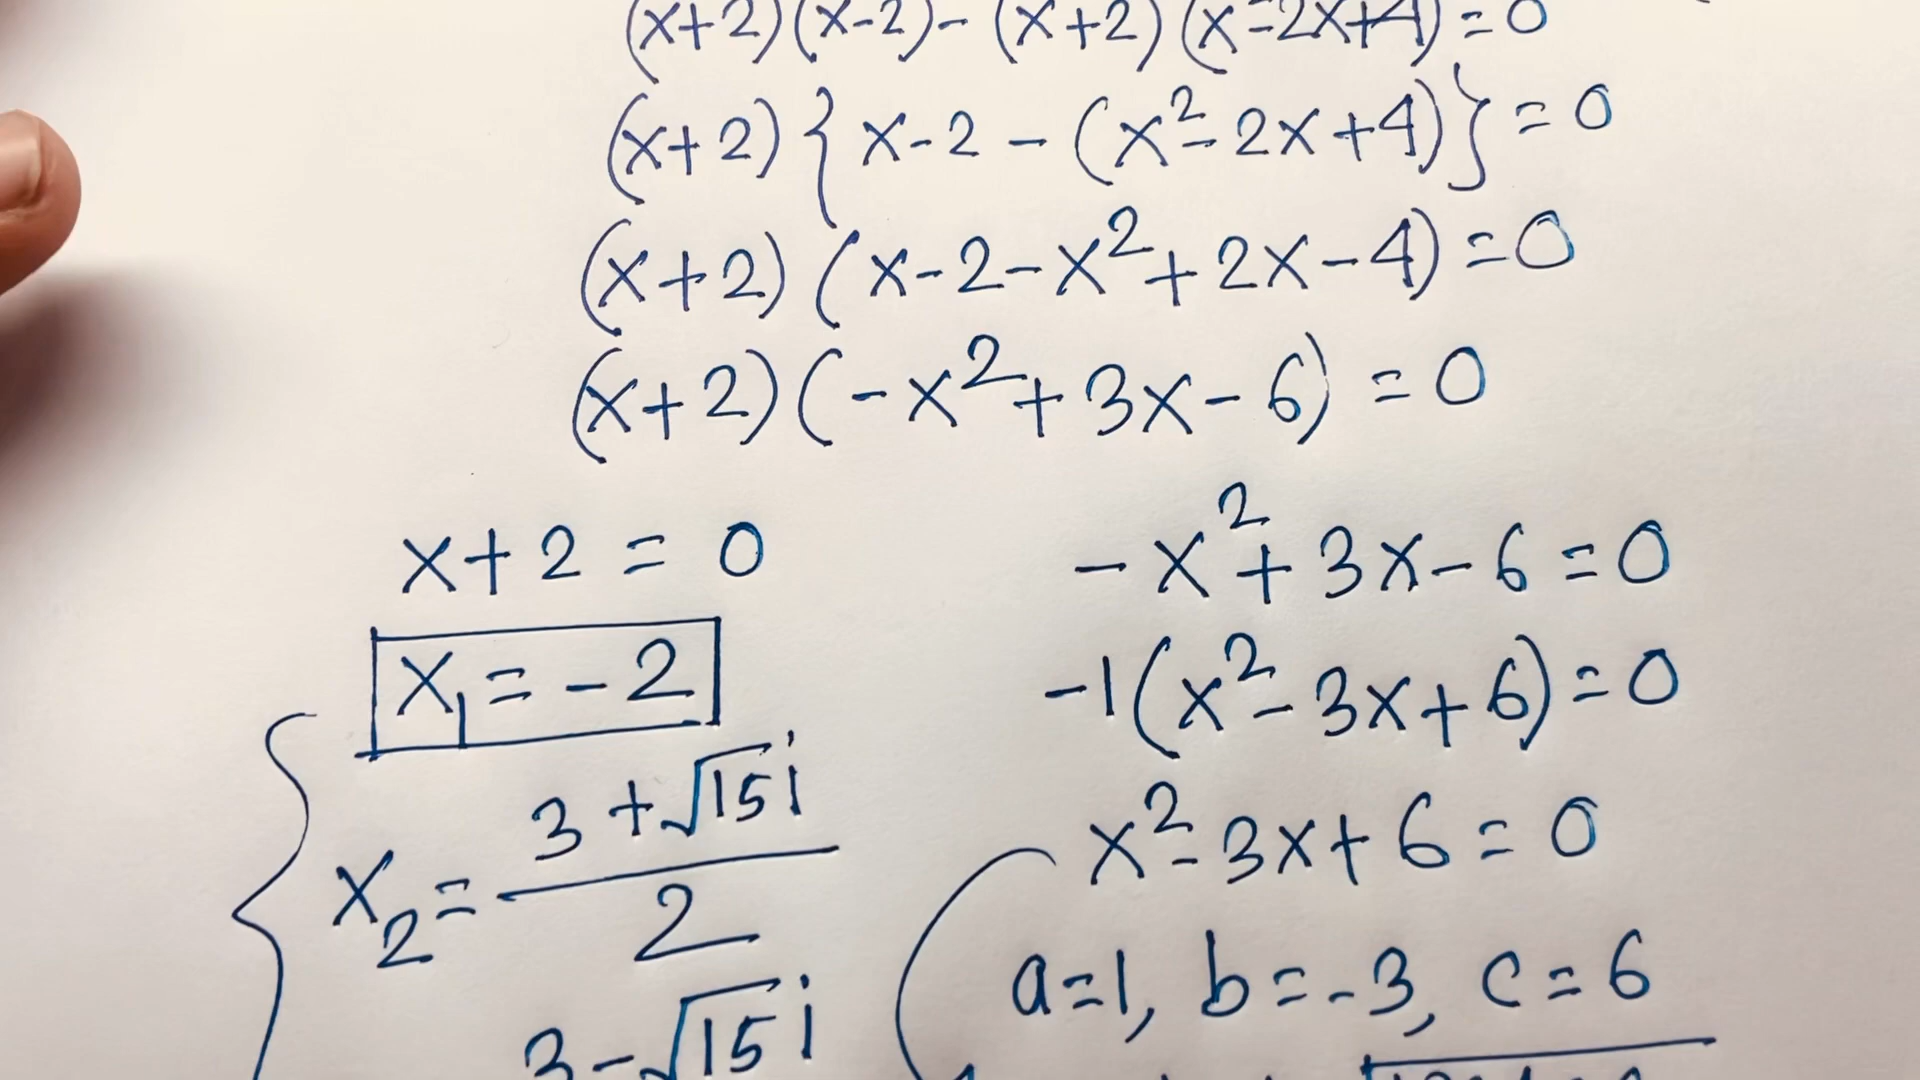 (x+2)(x-2)-(x+2)(x²-2x+4)=0
(x+2){x-2-(x²-2x+4)}=0
(x+2)(x-2-x²+2x-4)=0
(x+2)(-x²+3x-6)=0
x+2=0
x₁=-2
x₂=(3+√15i)/2
3-√15i
-x²+3x-6=0
-1(x²-3x+6)=0
x²-3x+6=0
a=1, b=-3, c=6